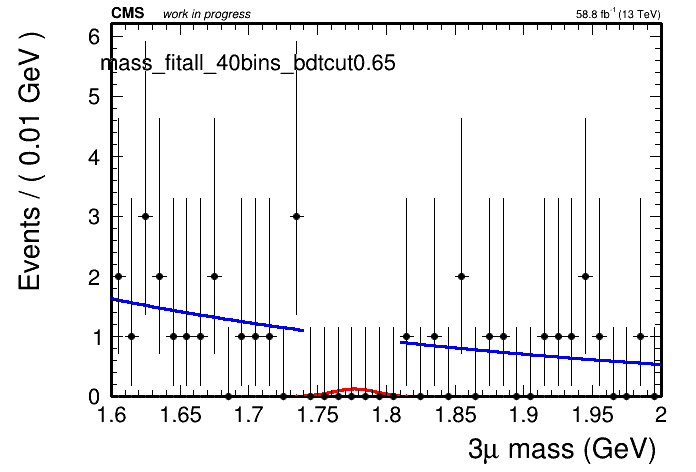 CMS work in progress 58.8 fb⁻¹ (13 TeV)
mass_fitall_40bins_bdtcut0.65
Events / ( 0.01 GeV )
6
5
4
3
2
1
0
1.6 1.65 1.7 1.75 1.8 1.85 1.9 1.95 2
3μ mass (GeV)